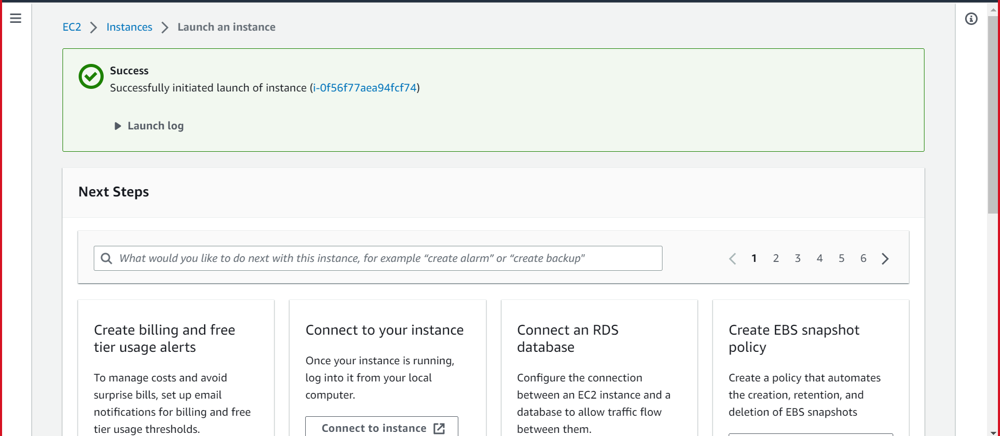 EC2 Instances Launch an instance
Success
Successfully initiated launch of instance (i-0f56f77aea94fcf74)
Launch log
Next Steps
What would you like to do next with this instance, for example “create alarm” or “create backup"
1 2 3 4 5 6
Create billing and free
tier usage alerts
To manage costs and avoid
surprise bills, set up email
notifications for billing and free
tier usage thresholds.
Connect to your instance
Once your instance is running,
log into it from your local
computer.
Connect to instance
Connect an RDS
database
Configure the connection
between an EC2 instance and a
database to allow traffic flow
between them.
Create EBS snapshot
policy
Create a policy that automates
the creation, retention, and
deletion of EBS snapshots